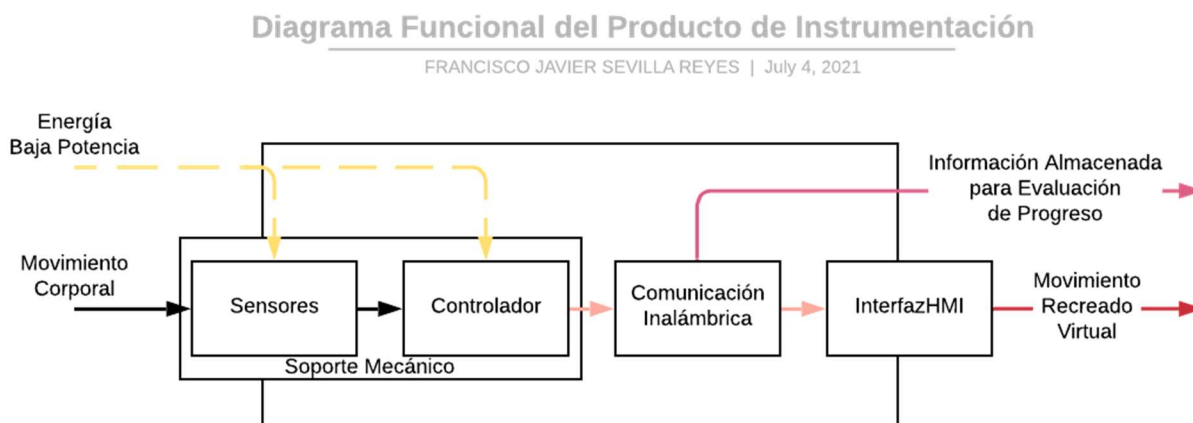 Diagrama Funcional del Producto de Instrumentación
FRANCISCO JAVIER SEVILLA REYES | July 4, 2021
Energía
Baja Potencia
Información Almacenada
para Evaluación
de Progreso
Movimiento
Corporal
Sensores
Controlador
Soporte Mecánico
Comunicación
Inalámbrica
InterfazHMI
Movimiento
Recreado
Virtual